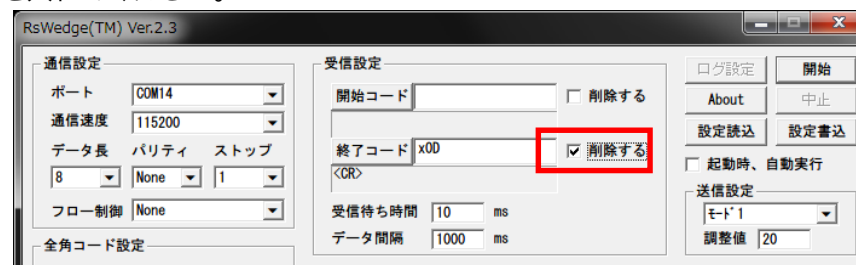 RsWedge(TM) Ver.2.3
通信設定
ポート COM14
通信速度 115200
データ長 パリティ ストップ
8 None 1
フロー制御 None
全角コード設定
受信設定
開始コード 削除する
終了コード x0D 削除する
<CR>
受信待ち時間 10 ms
データ間隔 1000 ms
ログ設定 開始
About 中止
設定読込 設定書込
起動時、自動実行
送信設定
ﾓｰﾄﾞ1
調整値 20